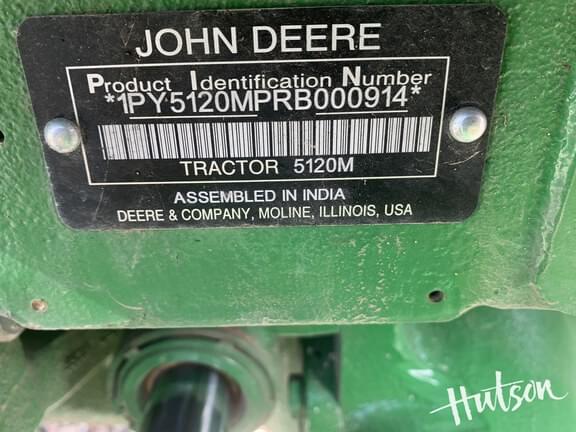 JOHN DEERE
Product Identification Number
*1PY5120MPRB000914*
TRACTOR 5120M
ASSEMBLED IN INDIA
DEERE & COMPANY, MOLINE, ILLINOIS, USA
Hutson